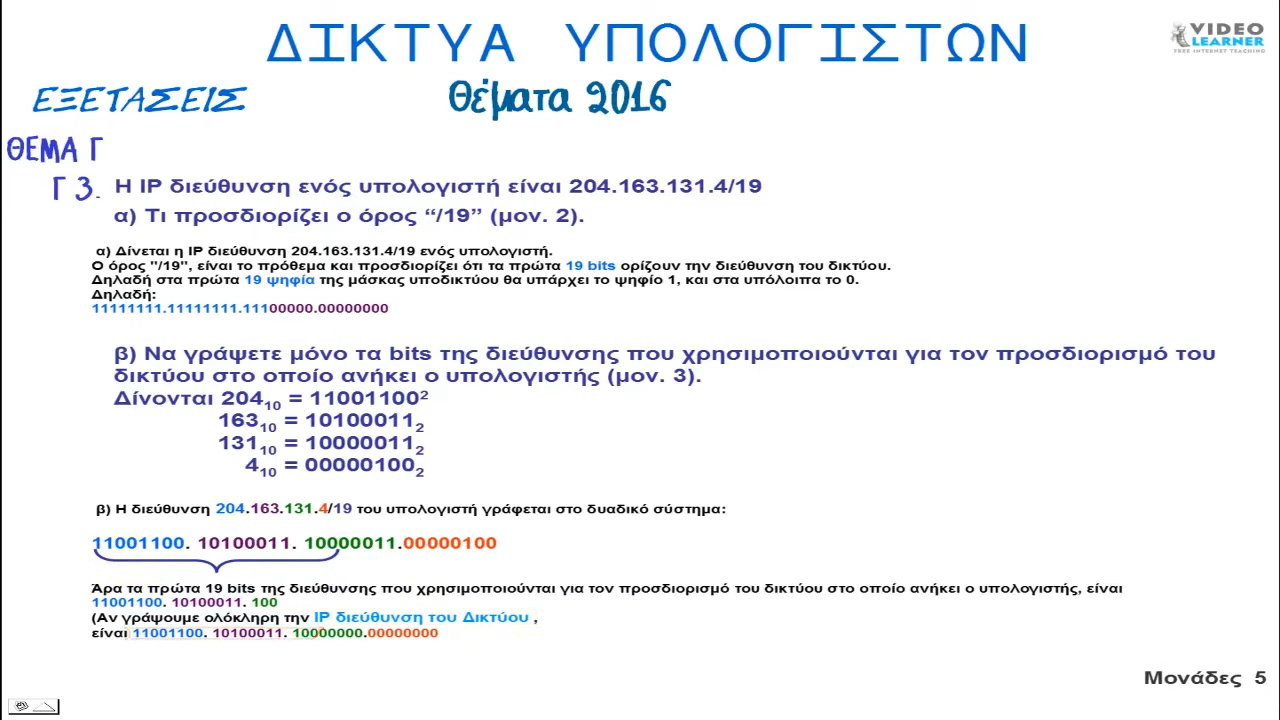 ΔΙΚΤΥΑ ΥΠΟΛΟΓΙΣΤΩΝ
VIDEO
LEARNER
FREE INTERNET TEACHING
ΕΞΕΤΑΣΕΙΣ
Θέματα 2016
ΘΕΜΑ Γ
Γ 3. Η IP διεύθυνση ενός υπολογιστή είναι 204.163.131.4/19
α) Τι προσδιορίζει ο όρος “/19” (μον. 2).
α) Δίνεται η IP διεύθυνση 204.163.131.4/19 ενός υπολογιστή.
Ο όρος "/19", είναι το πρόθεμα και προσδιορίζει ότι τα πρώτα 19 bits ορίζουν την διεύθυνση του δικτύου.
Δηλαδή στα πρώτα 19 ψηφία της μάσκας υποδικτύου θα υπάρχει το ψηφίο 1, και στα υπόλοιπα το 0.
Δηλαδή:
11111111.11111111.11100000.00000000
β) Να γράψετε μόνο τα bits της διεύθυνσης που χρησιμοποιούνται για τον προσδιορισμό του
δικτύου στο οποίο ανήκει ο υπολογιστής (μον. 3).
Δίνονται 204₁₀ = 11001100²
163₁₀ = 10100011₂
131₁₀ = 10000011₂
4₁₀ = 00000100₂
β) Η διεύθυνση 204.163.131.4/19 του υπολογιστή γράφεται στο δυαδικό σύστημα:
11001100. 10100011. 10000011.00000100
Άρα τα πρώτα 19 bits της διεύθυνσης που χρησιμοποιούνται για τον προσδιορισμό του δικτύου στο οποίο ανήκει ο υπολογιστής, είναι
11001100. 10100011. 100
(Αν γράψουμε ολόκληρη την IP διεύθυνση του Δικτύου ,
είναι 11001100. 10100011. 10000000.00000000
Μονάδες 5